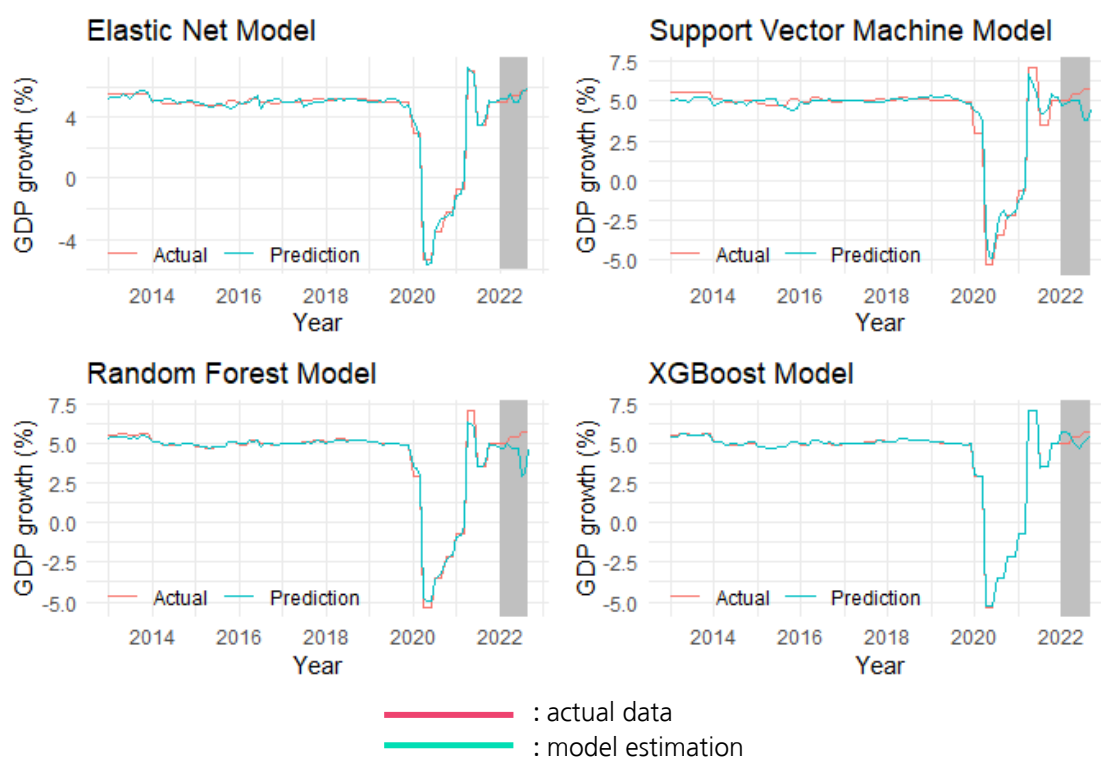 Elastic Net Model
GDP growth (%)
4
0
-4
Actual Prediction
2014 2016 2018 2020 2022
Year
Support Vector Machine Model
GDP growth (%)
7.5
5.0
2.5
0.0
-2.5
-5.0
Actual Prediction
2014 2016 2018 2020 2022
Year
Random Forest Model
GDP growth (%)
7.5
5.0
2.5
0.0
-2.5
-5.0
Actual Prediction
2014 2016 2018 2020 2022
Year
XGBoost Model
GDP growth (%)
7.5
5.0
2.5
0.0
-2.5
-5.0
Actual Prediction
2014 2016 2018 2020 2022
Year
: actual data
: model estimation